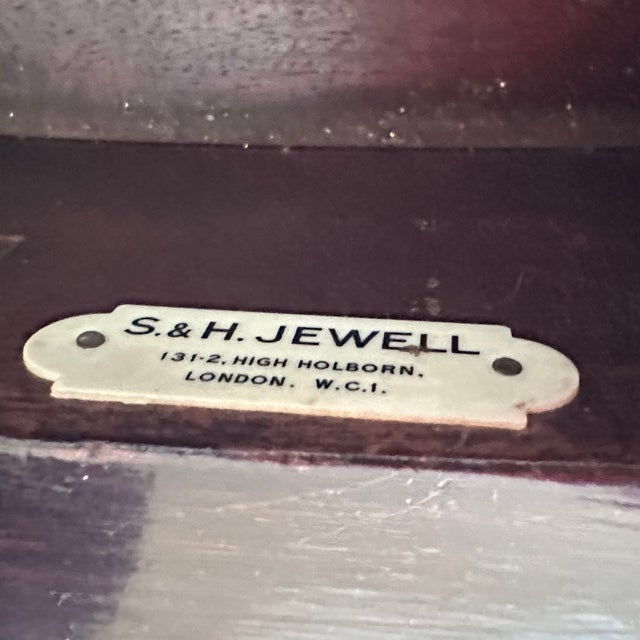 S. & H. JEWELL
131-2, HIGH HOLBORN,
LONDON, W.C.1.